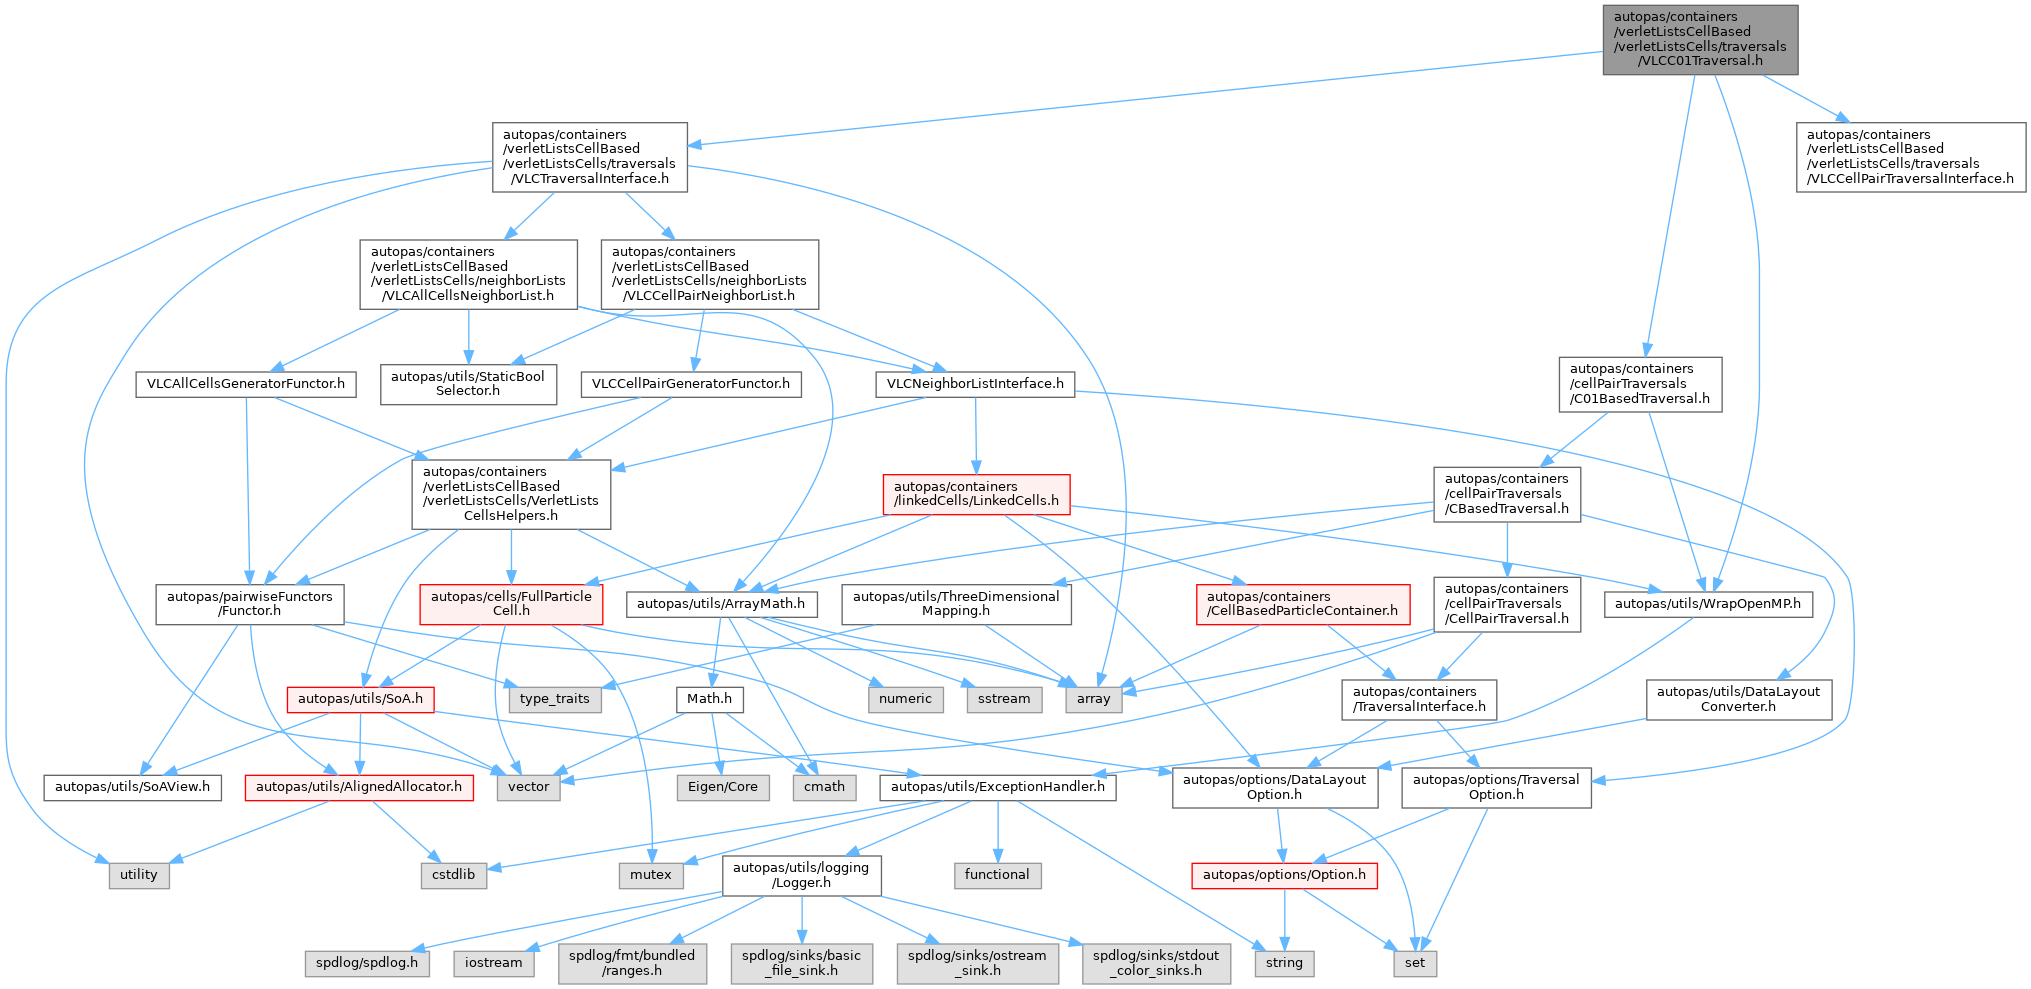 autopas/containers
/verletListsCellBased
/verletListsCells/traversals
/VLCC01Traversal.h
autopas/containers
/verletListsCellBased
/verletListsCells/traversals
/VLCTraversalInterface.h
autopas/containers
/verletListsCellBased
/verletListsCells/traversals
/VLCCellPairTraversalInterface.h
autopas/containers
/verletListsCellBased
/verletListsCells/neighborLists
/VLCAllCellsNeighborList.h
autopas/containers
/verletListsCellBased
/verletListsCells/neighborLists
/VLCCellPairNeighborList.h
autopas/containers
/cellPairTraversals
/C01BasedTraversal.h
VLCAllCellsGeneratorFunctor.h
autopas/utils/StaticBool
Selector.h
VLCCellPairGeneratorFunctor.h
VLCNeighborListInterface.h
autopas/containers
/verletListsCellBased
/verletListsCells/VerletLists
CellsHelpers.h
autopas/containers
/linkedCells/LinkedCells.h
autopas/containers
/cellPairTraversals
/CBasedTraversal.h
autopas/pairwiseFunctors
/Functor.h
autopas/cells/FullParticle
Cell.h
autopas/utils/ArrayMath.h
autopas/utils/ThreeDimensional
Mapping.h
autopas/containers
/CellBasedParticleContainer.h
autopas/containers
/cellPairTraversals
/CellPairTraversal.h
autopas/utils/WrapOpenMP.h
autopas/utils/SoA.h
type_traits
Math.h
numeric
sstream
array
autopas/containers
/TraversalInterface.h
autopas/utils/DataLayout
Converter.h
autopas/utils/SoAView.h
autopas/utils/AlignedAllocator.h
vector
Eigen/Core
cmath
autopas/utils/ExceptionHandler.h
autopas/options/DataLayout
Option.h
autopas/options/Traversal
Option.h
utility
cstdlib
mutex
autopas/utils/logging
/Logger.h
functional
autopas/options/Option.h
spdlog/spdlog.h
iostream
spdlog/fmt/bundled
/ranges.h
spdlog/sinks/basic
_file_sink.h
spdlog/sinks/ostream
_sink.h
spdlog/sinks/stdout
_color_sinks.h
string
set